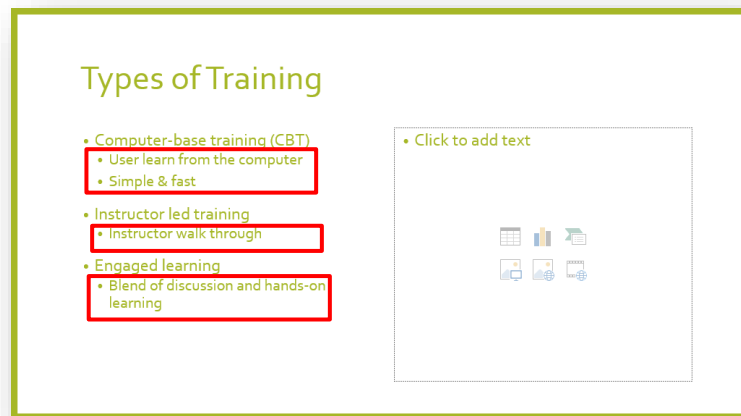 Types of Training
• Computer-base training (CBT)
• User learn from the computer
• Simple & fast
• Instructor led training
• Instructor walk through
• Engaged learning
• Blend of discussion and hands-on
learning
• Click to add text